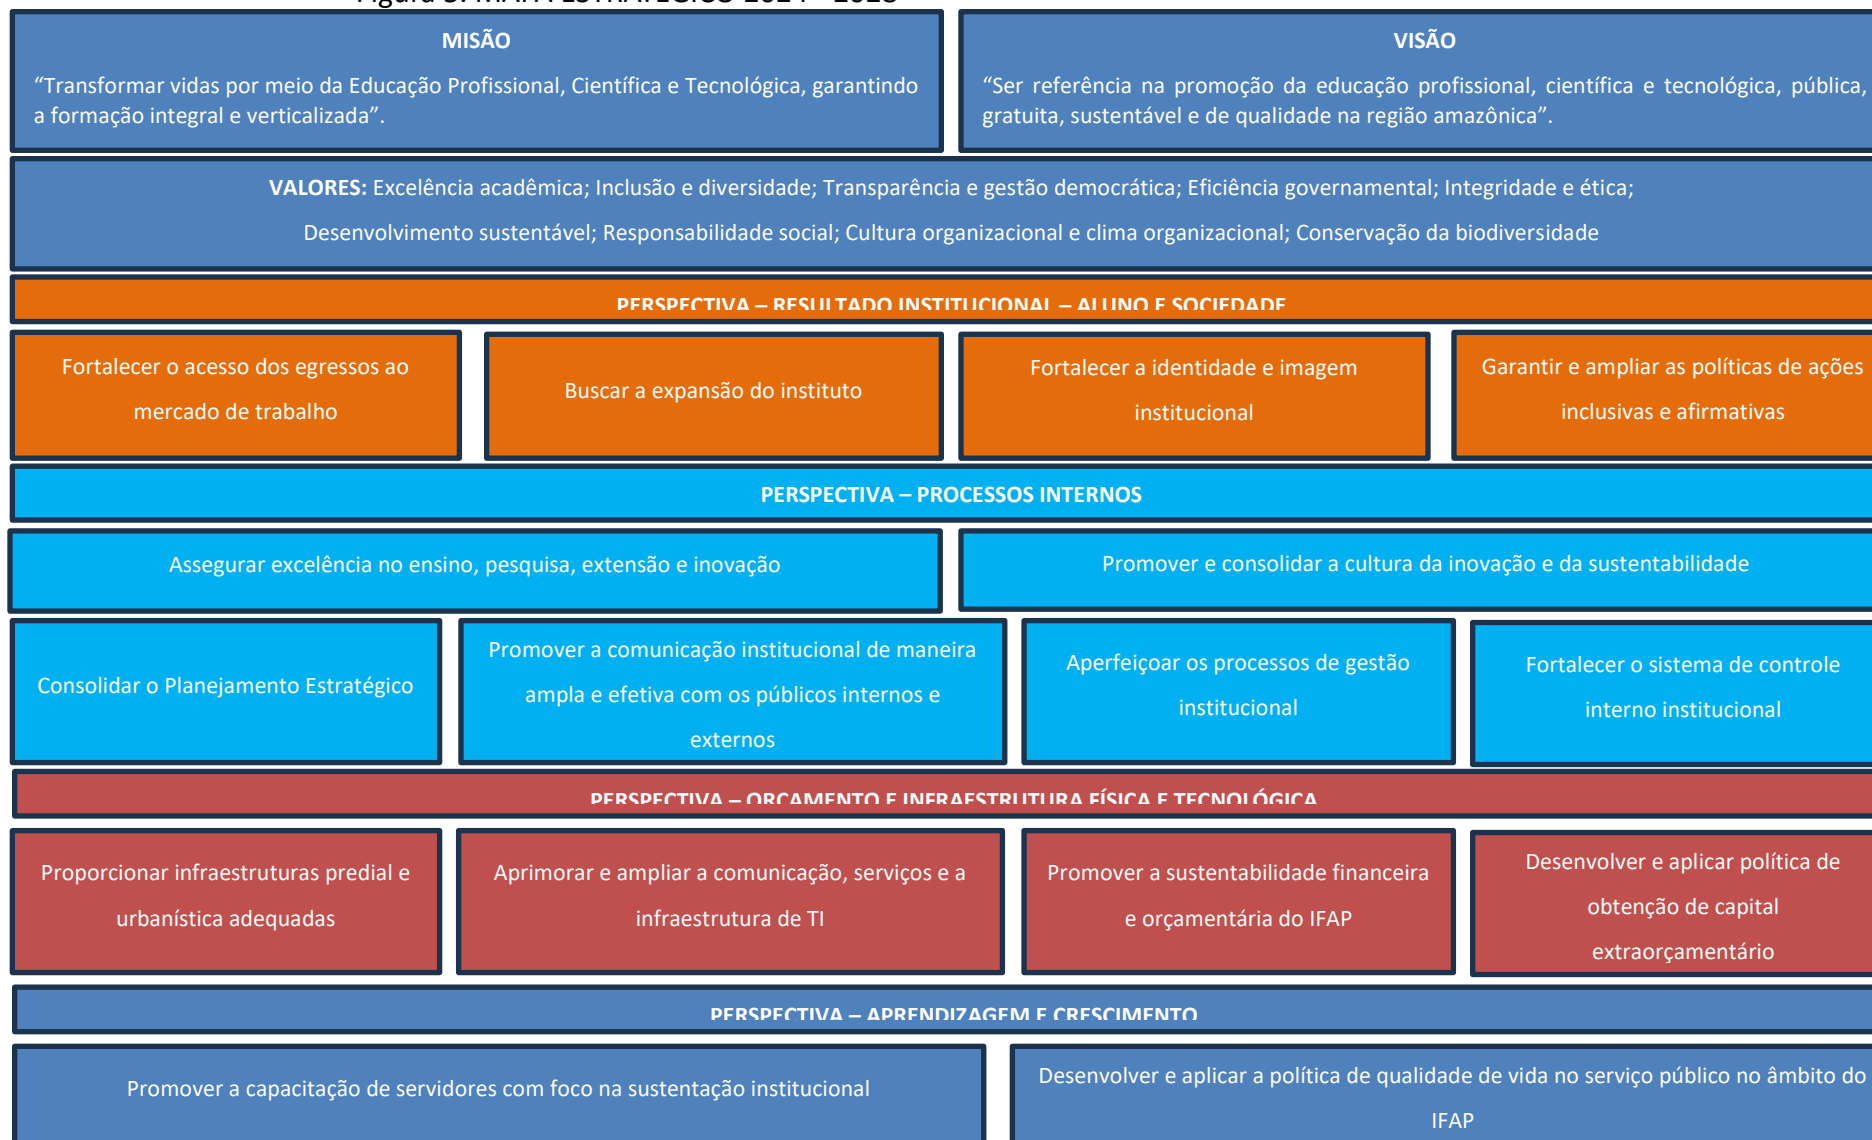 Figura 3. MAPA ESTRATÉGICO 2024 - 2028
MISÃO
“Transformar vidas por meio da Educação Profissional, Científica e Tecnológica, garantindo
a formação integral e verticalizada”.
VISÃO
“Ser referência na promoção da educação profissional, científica e tecnológica, pública,
gratuita, sustentável e de qualidade na região amazônica”.
VALORES: Excelência acadêmica; Inclusão e diversidade; Transparência e gestão democrática; Eficiência governamental; Integridade e ética;
Desenvolvimento sustentável; Responsabilidade social; Cultura organizacional e clima organizacional; Conservação da biodiversidade
PERSPECTIVA – RESULTADO INSTITUCIONAL – ALUNO E SOCIEDADE
Fortalecer o acesso dos egressos ao
mercado de trabalho
Buscar a expansão do instituto
Fortalecer a identidade e imagem
institucional
Garantir e ampliar as políticas de ações
inclusivas e afirmativas
PERSPECTIVA – PROCESSOS INTERNOS
Assegurar excelência no ensino, pesquisa, extensão e inovação
Promover e consolidar a cultura da inovação e da sustentabilidade
Consolidar o Planejamento Estratégico
Promover a comunicação institucional de maneira
ampla e efetiva com os públicos internos e
externos
Aperfeiçoar os processos de gestão
institucional
Fortalecer o sistema de controle
interno institucional
PERSPECTIVA – ORÇAMENTO E INFRAESTRUTURA FÍSICA E TECNOLÓGICA
Proporcionar infraestruturas predial e
urbanística adequadas
Aprimorar e ampliar a comunicação, serviços e a
infraestrutura de TI
Promover a sustentabilidade financeira
e orçamentária do IFAP
Desenvolver e aplicar política de
obtenção de capital
extraorçamentário
PERSPECTIVA – APRENDIZAGEM E CRESCIMENTO
Promover a capacitação de servidores com foco na sustentação institucional
Desenvolver e aplicar a política de qualidade de vida no serviço público no âmbito do
IFAP